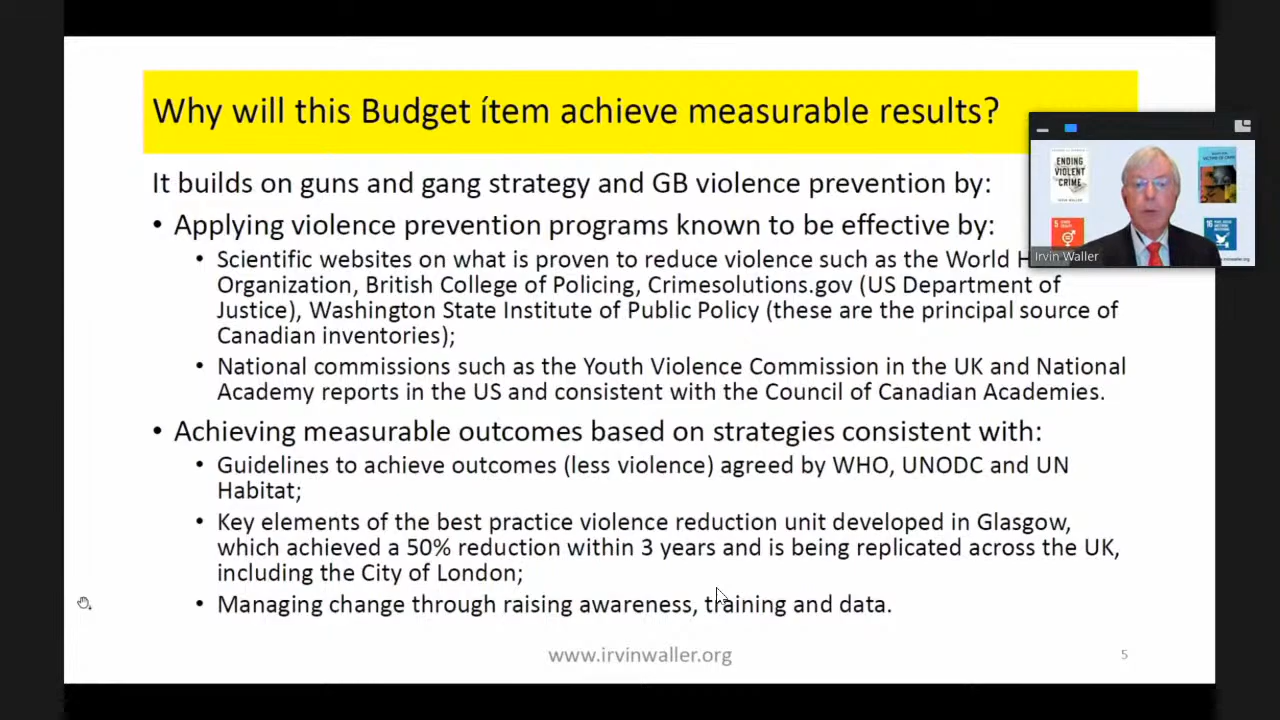 Why will this Budget ítem achieve measurable results?
It builds on guns and gang strategy and GB violence prevention by:
• Applying violence prevention programs known to be effective by:
• Scientific websites on what is proven to reduce violence such as the World H
Organization, British College of Policing, Crimesolutions.gov (US Department of
Justice), Washington State Institute of Public Policy (these are the principal source of
Canadian inventories);
• National commissions such as the Youth Violence Commission in the UK and National
Academy reports in the US and consistent with the Council of Canadian Academies.
• Achieving measurable outcomes based on strategies consistent with:
• Guidelines to achieve outcomes (less violence) agreed by WHO, UNODC and UN
Habitat;
• Key elements of the best practice violence reduction unit developed in Glasgow,
which achieved a 50% reduction within 3 years and is being replicated across the UK,
including the City of London;
• Managing change through raising awareness, training and data.
www.irvinwaller.org
5
ENDING
VIOLENT
CRIME
5
16
Irvin Waller